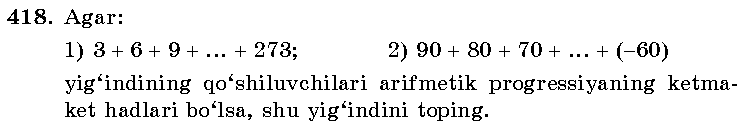 418. Agar:
1) 3 + 6 + 9 + ... + 273; 2) 90 + 80 + 70 + ... + (–60)
yig‘indining qo‘shiluvchilari arifmetik progressiyaning ketma-
ket hadlari bo‘lsa, shu yig‘indini toping.